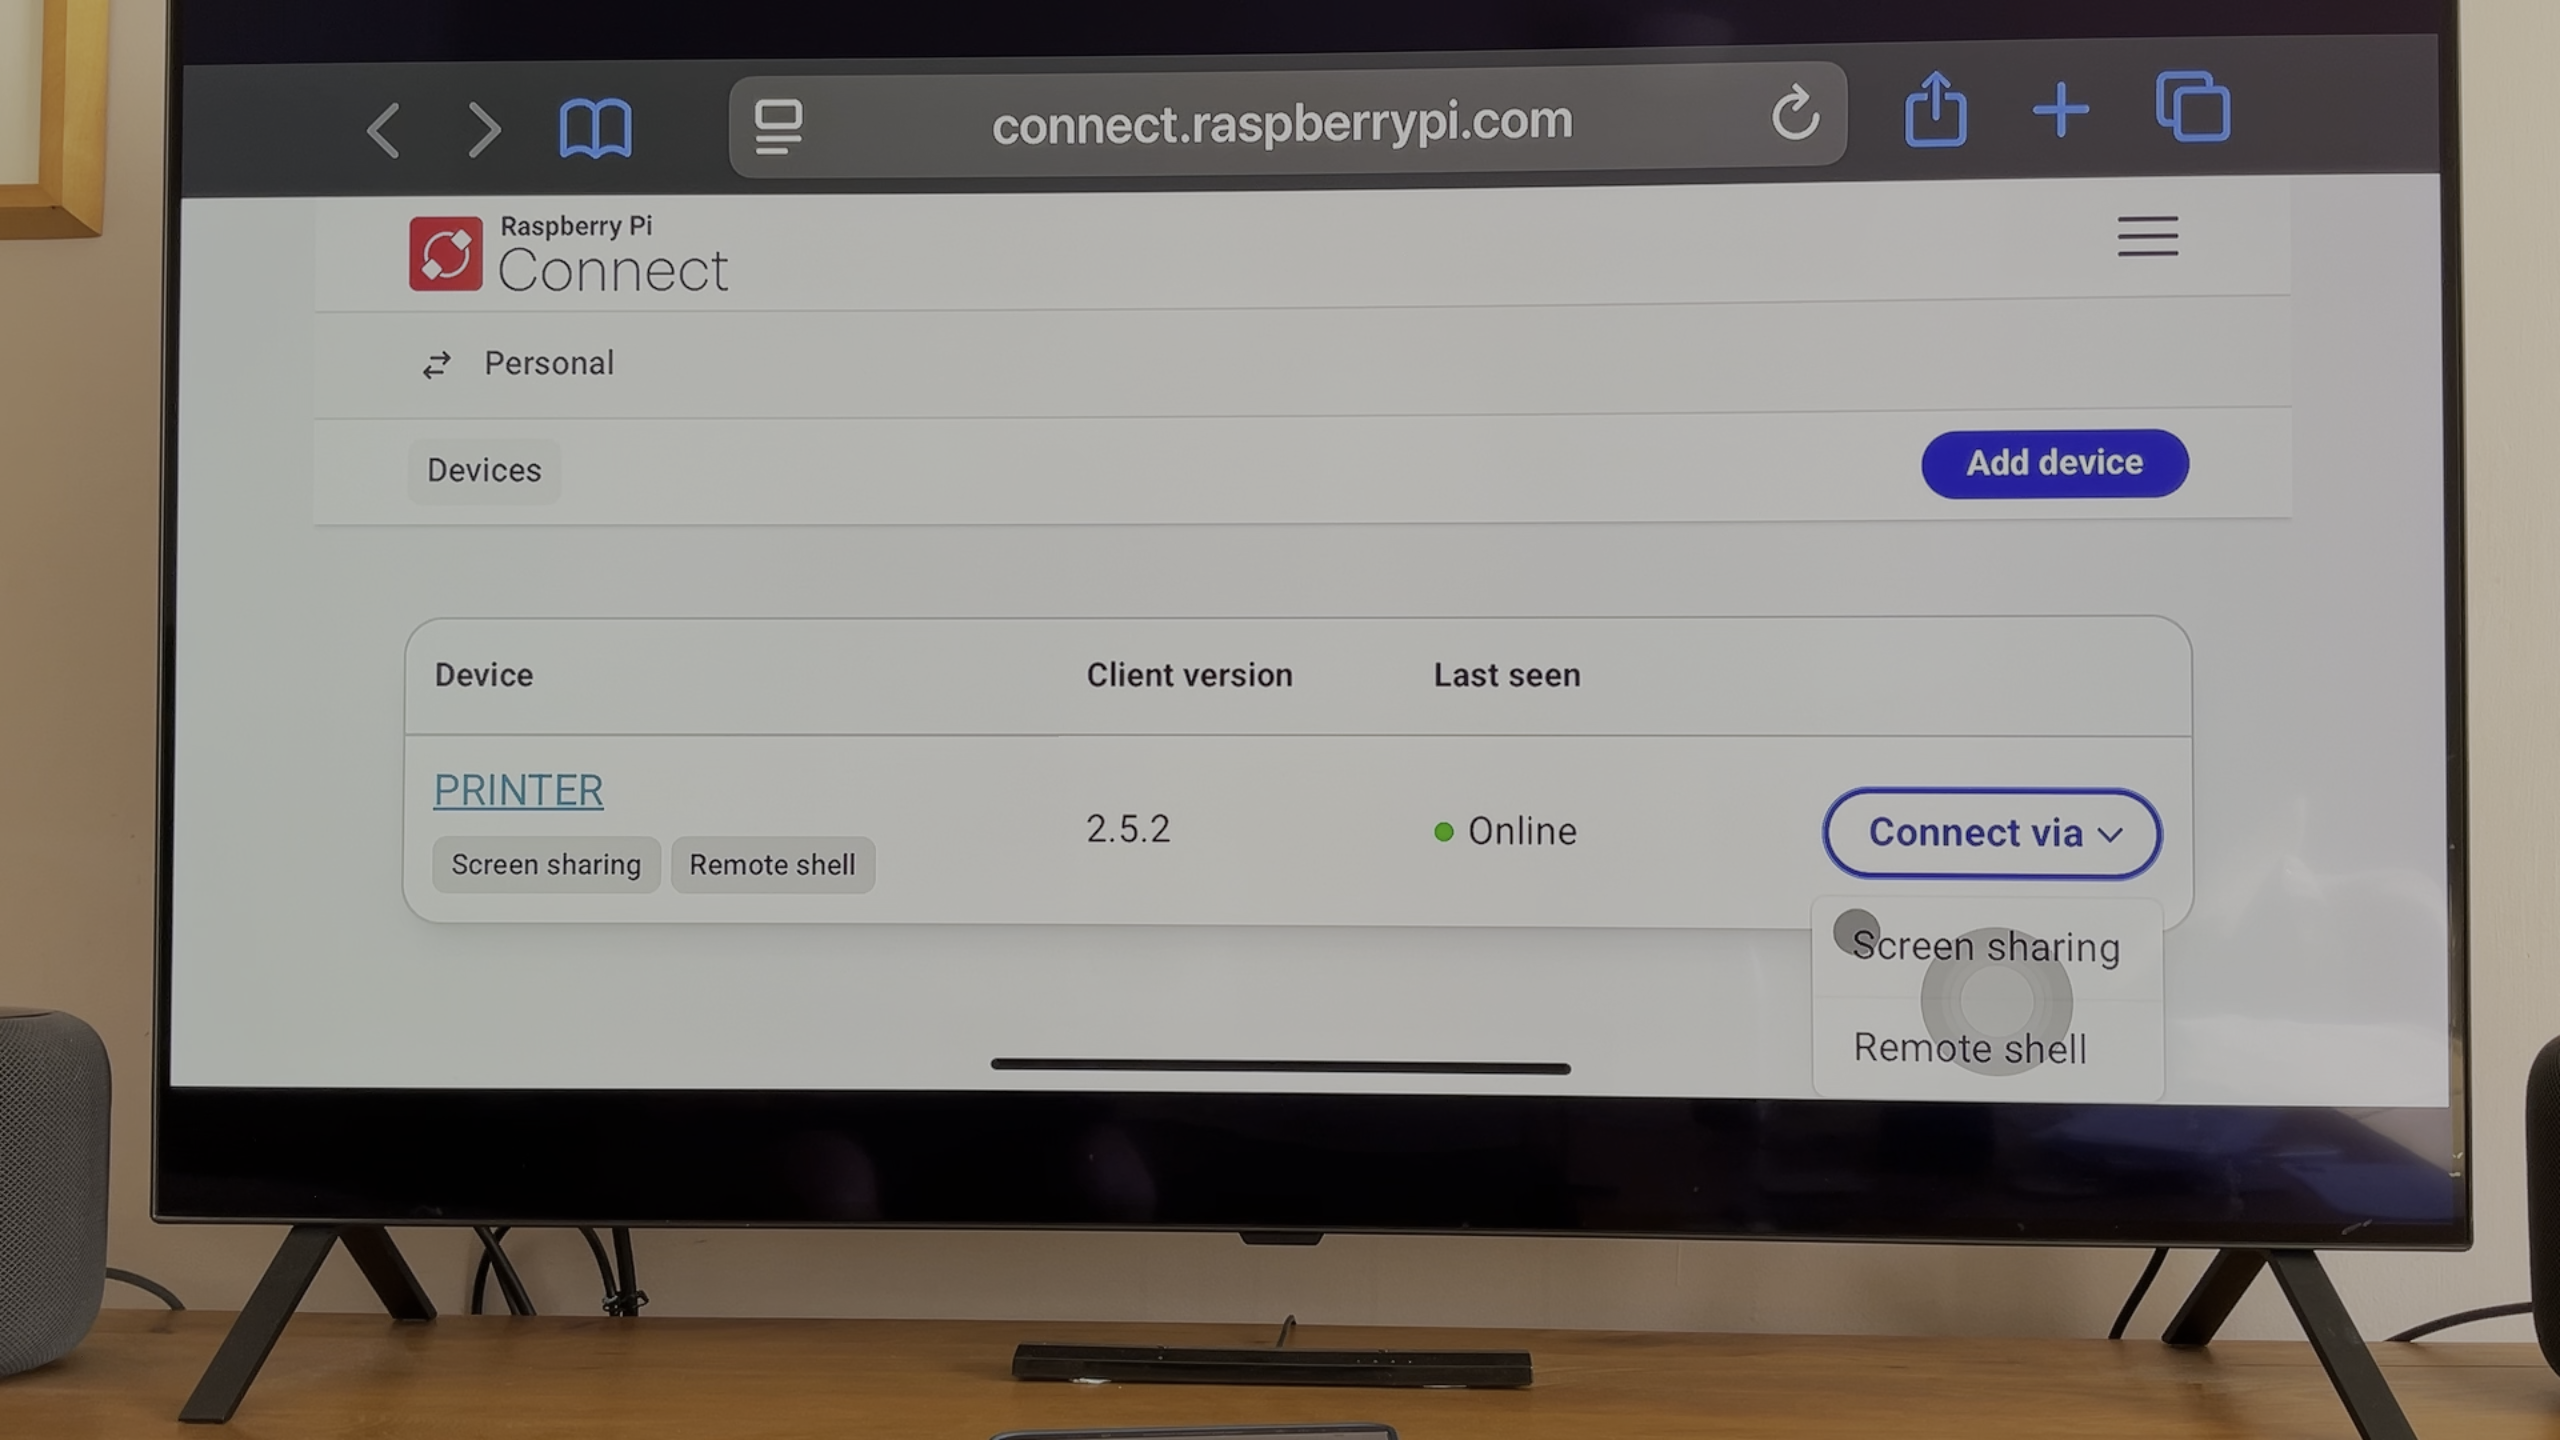 connect.raspberrypi.com
Raspberry Pi
Connect
Personal
Devices
Add device
Device Client version Last seen
PRINTER
2.5.2 Online Connect via
Screen sharing Remote shell
Screen sharing
Remote shell